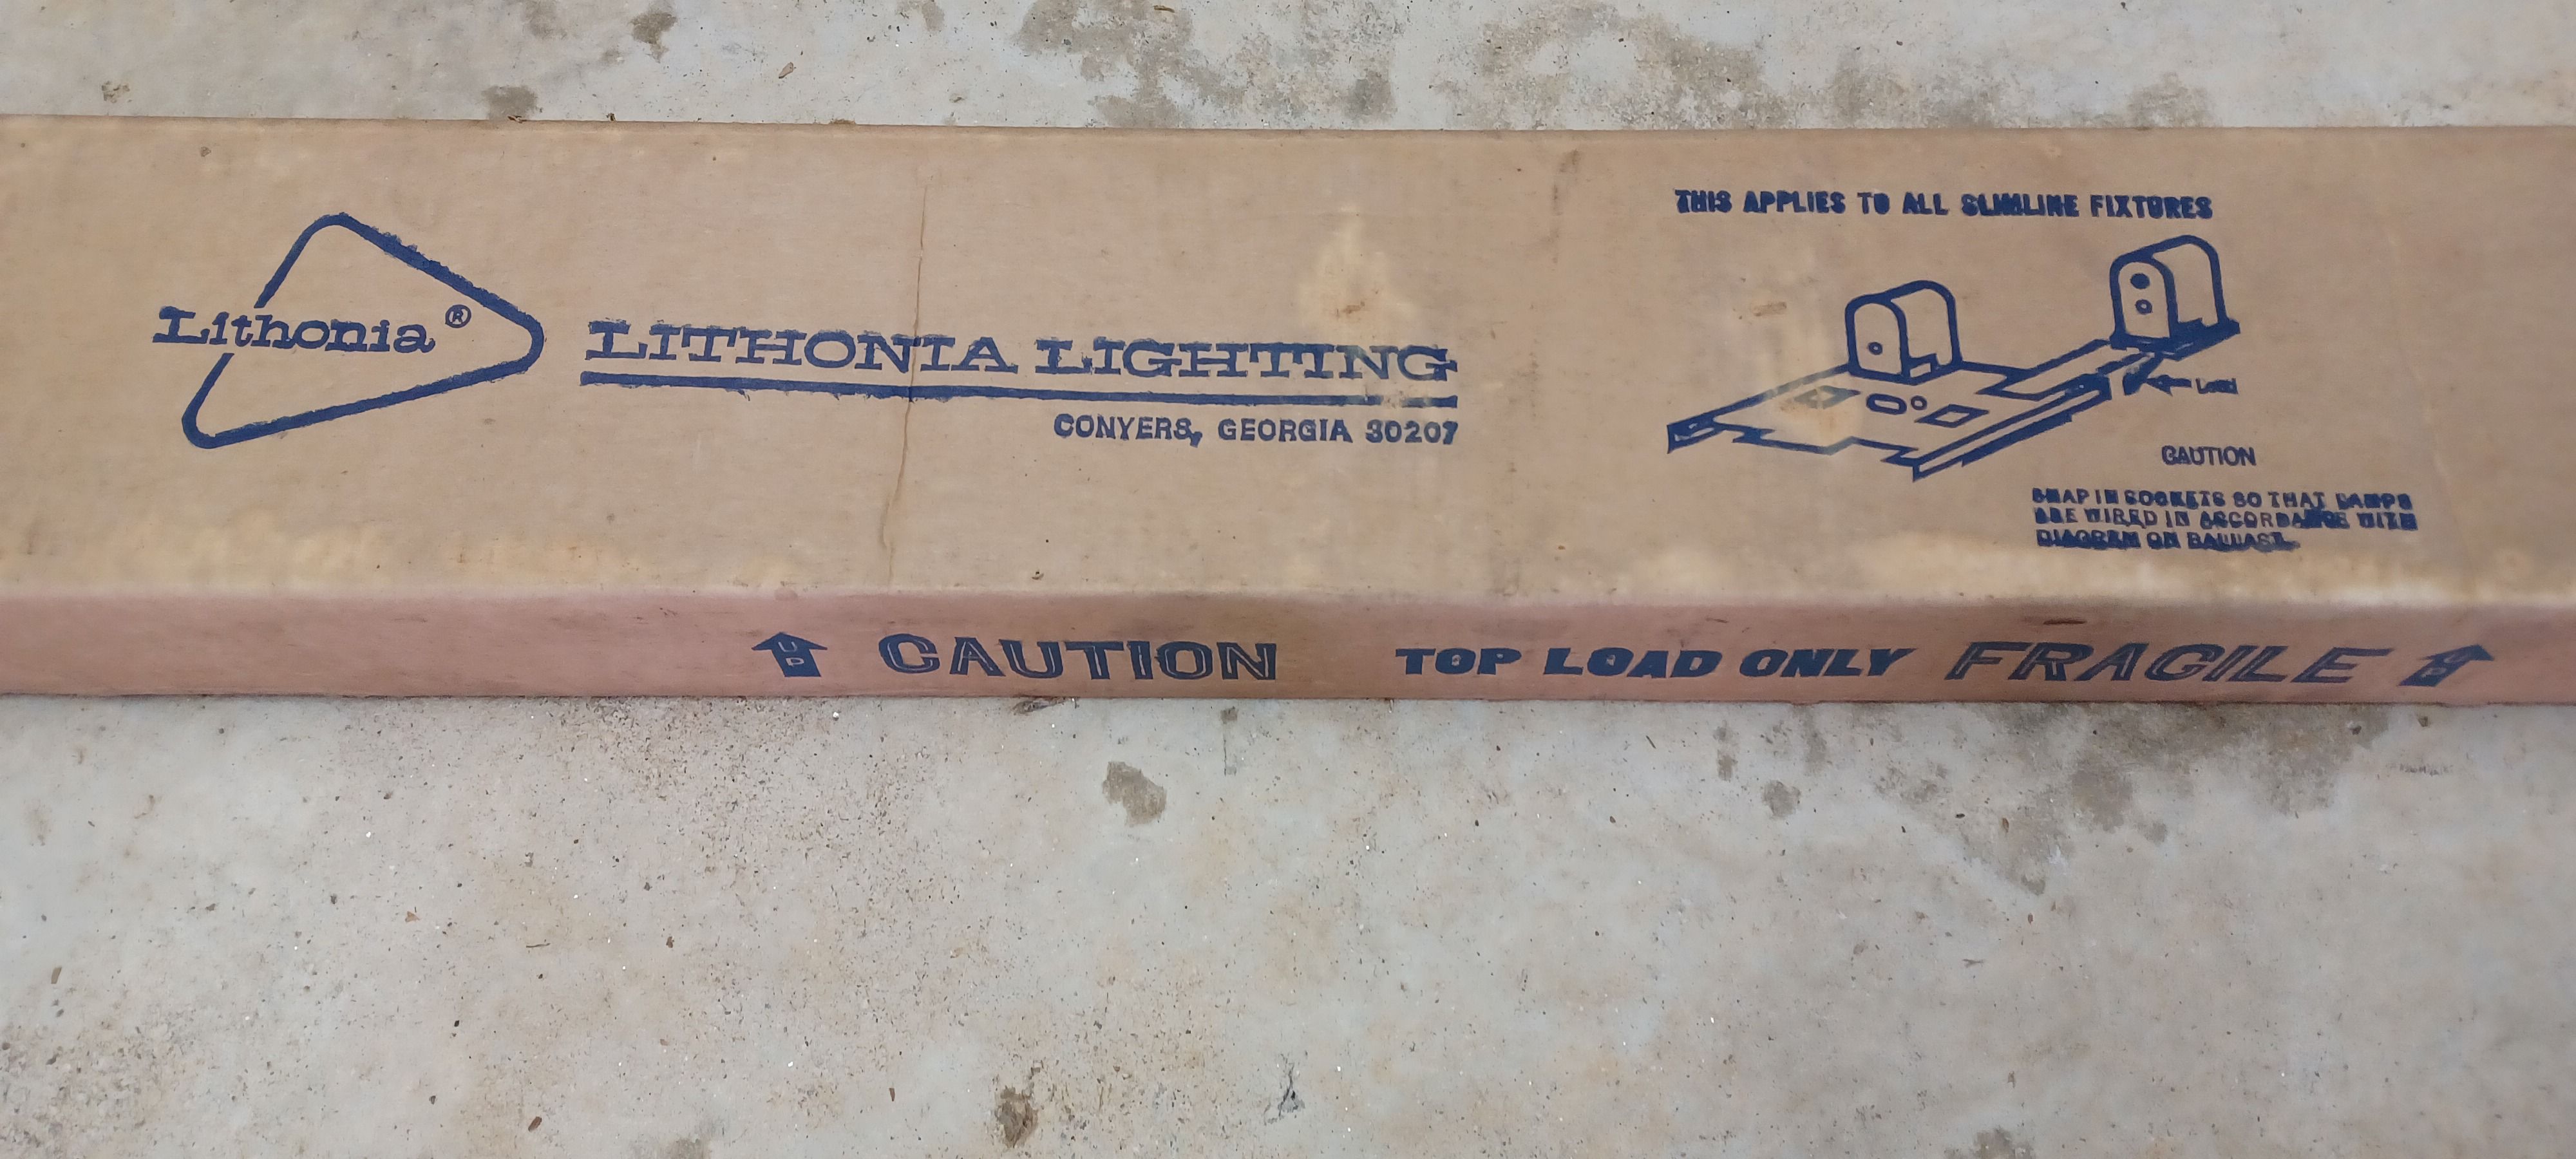 Lithonia®
LITHONIA LIGHTING
CONYERS, GEORGIA 30207
THIS APPLIES TO ALL SLIMLINE FIXTURES
Load
CAUTION
SNAP IN SOCKETS SO THAT LAMPS
ARE WIRED IN ACCORDANCE WITH
DIAGRAM ON BALLAST.
UP CAUTION TOP LOAD ONLY FRAGILE UP